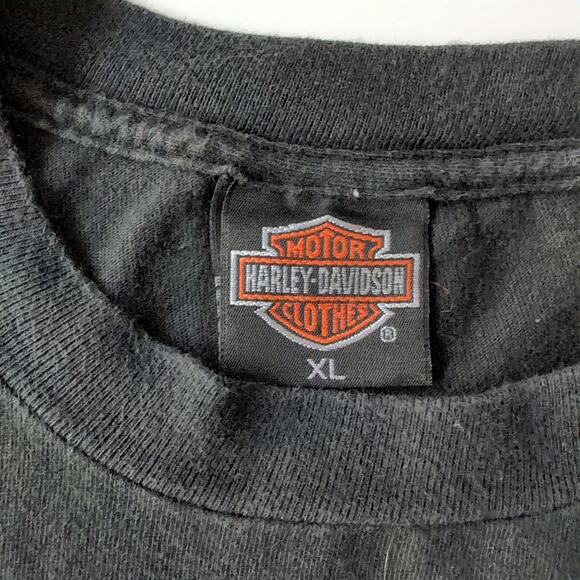 MOTOR
HARLEY-DAVIDSON
CLOTHES
®
XL